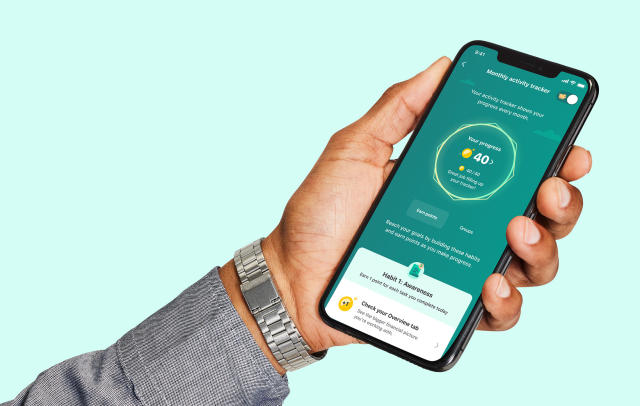 9:41
Monthly activity tracker
Your activity tracker shows your
progress every month.
Your progress
40
40 / 40
Great job filling up
your tracker!
Earn points
Groups
Reach your goals by building these habits
and earn points as you make progress.
Habit 1: Awareness
Earn 1 point for each task you complete today
Check your Overview tab
See the bigger financial picture
you're working with.